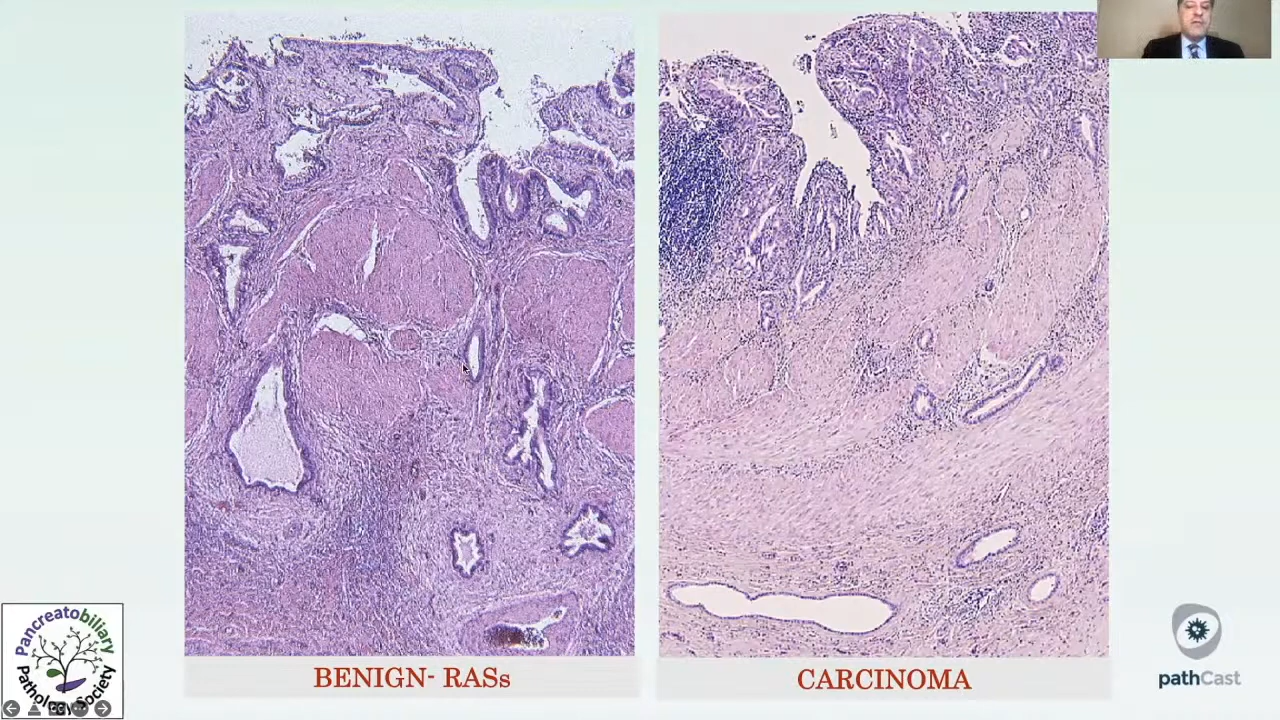 BENIGN- RASs
CARCINOMA
Pancreatobiliary
Pathology Society
pathCast